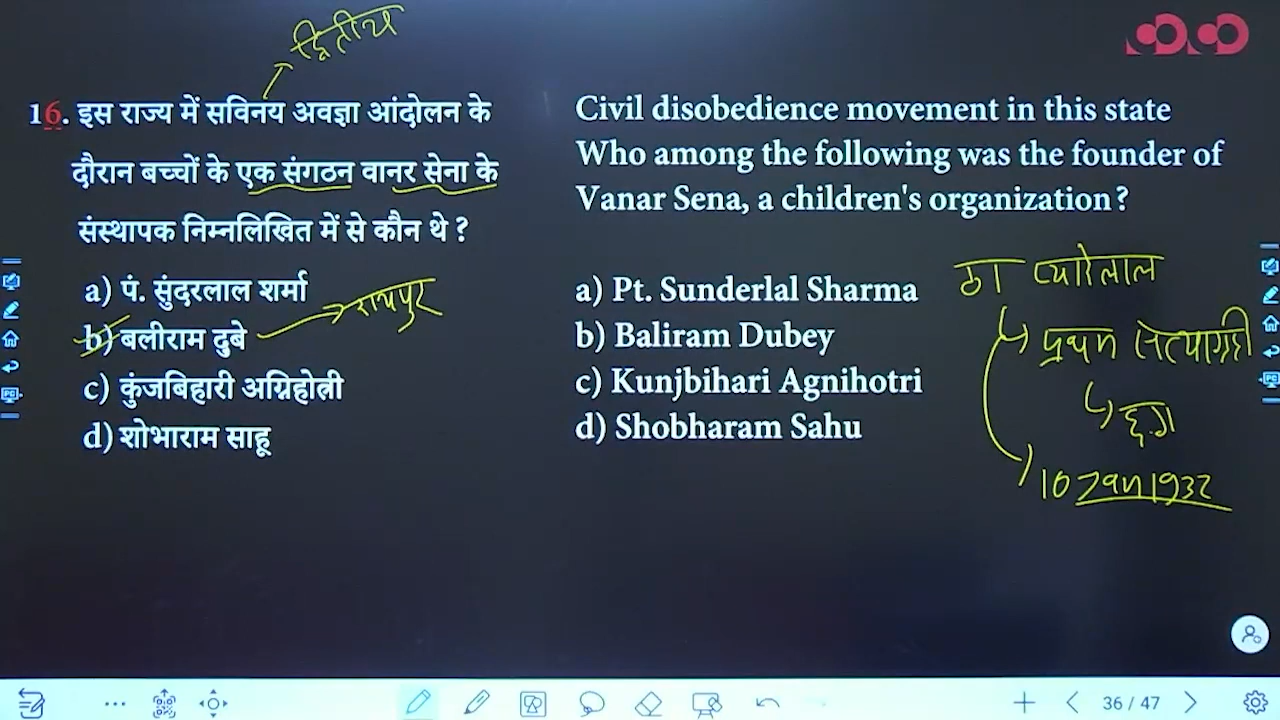 द्वितीय
16. इस राज्य में सविनय अवज्ञा आंदोलन के
दौरान बच्चों के एक संगठन वानर सेना के
संस्थापक निम्नलिखित में से कौन थे ?
a) पं. सुंदरलाल शर्मा
b) बलीराम दुबे
रायपुर
c) कुंजबिहारी अग्निहोत्री
d) शोभाराम साहू
Civil disobedience movement in this state
Who among the following was the founder of
Vanar Sena, a children's organization?
a) Pt. Sunderlal Sharma
b) Baliram Dubey
c) Kunjbihari Agnihotri
d) Shobharam Sahu
ठा प्यारेलाल
प्रथम सत्याग्रही
छ.ग
10 Jan 1932
36 / 47